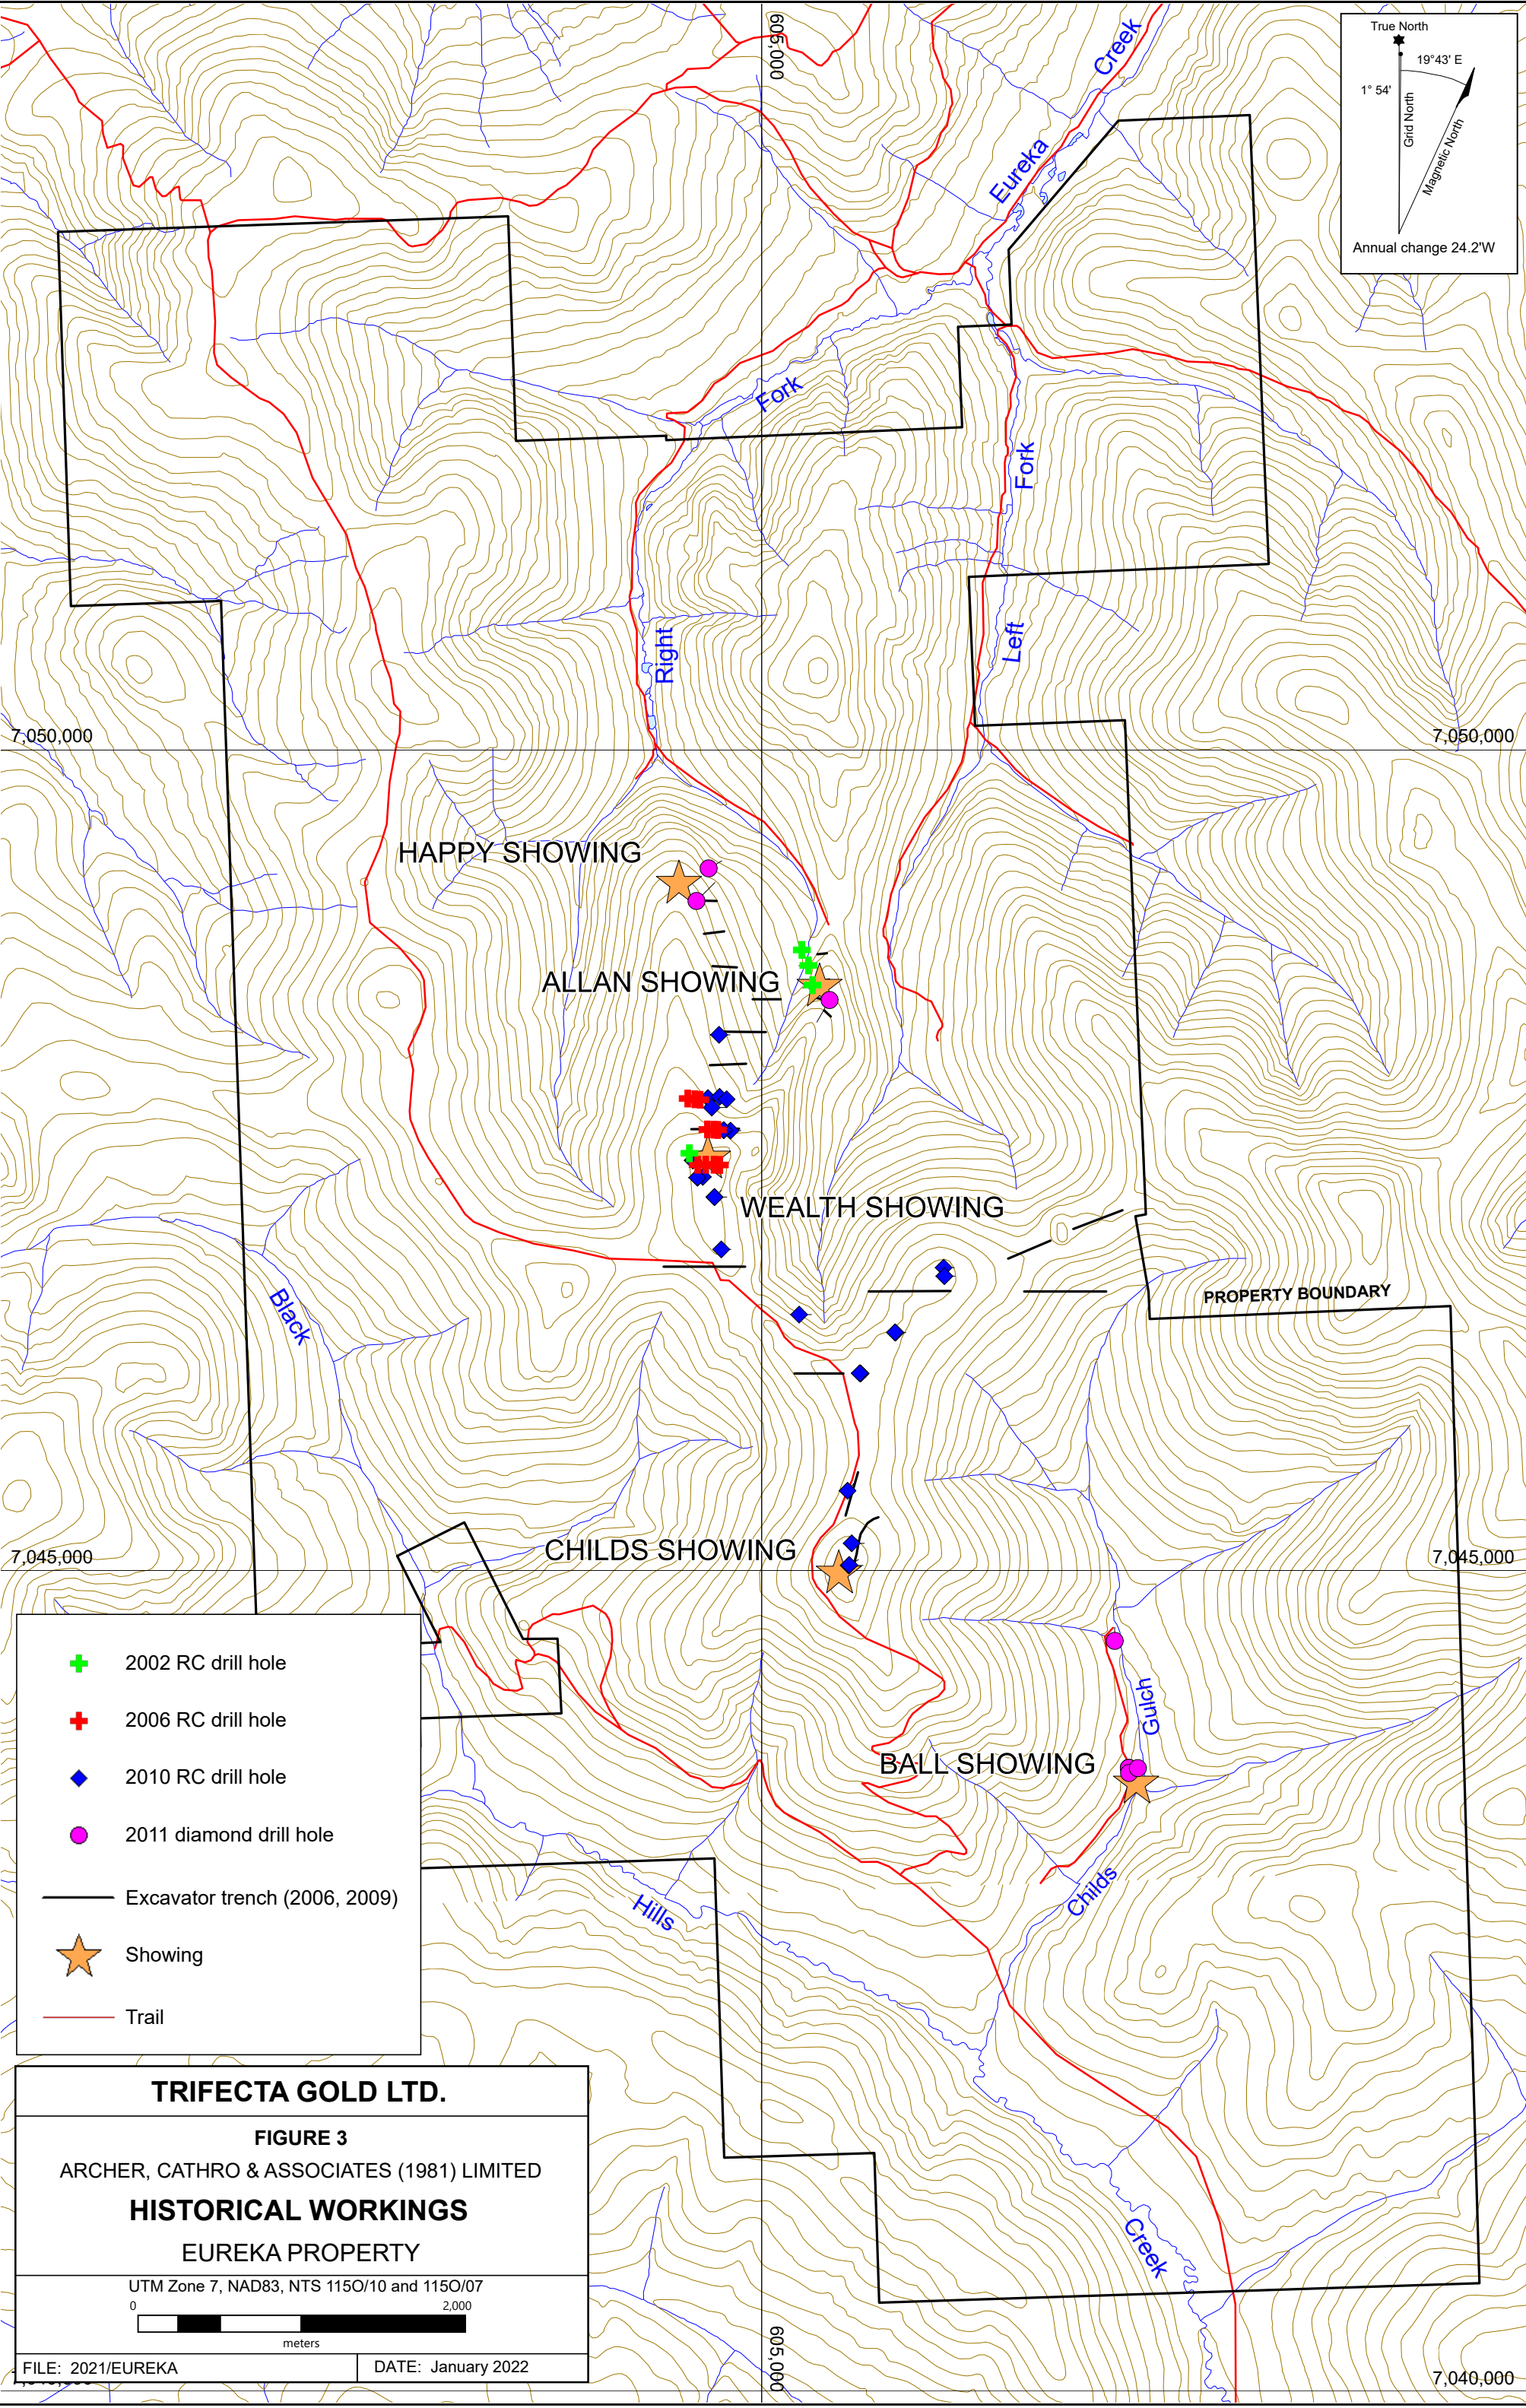 605,000
Creek
Eureka
True North
19°43' E
1° 54'
Grid North
Magnetic North
Annual change 24.2'W
Fork
Fork
Right
Left
7,050,000
7,050,000
HAPPY SHOWING
ALLAN SHOWING
WEALTH SHOWING
Black
PROPERTY BOUNDARY
CHILDS SHOWING
7,045,000
7,045,000
Gulch
BALL SHOWING
Childs
Hills
Creek
2002 RC drill hole
2006 RC drill hole
2010 RC drill hole
2011 diamond drill hole
Excavator trench (2006, 2009)
Showing
Trail
TRIFECTA GOLD LTD.
FIGURE 3
ARCHER, CATHRO & ASSOCIATES (1981) LIMITED
HISTORICAL WORKINGS
EUREKA PROPERTY
UTM Zone 7, NAD83, NTS 115O/10 and 115O/07
0 2,000
meters
FILE: 2021/EUREKA DATE: January 2022
605,000
7,040,000